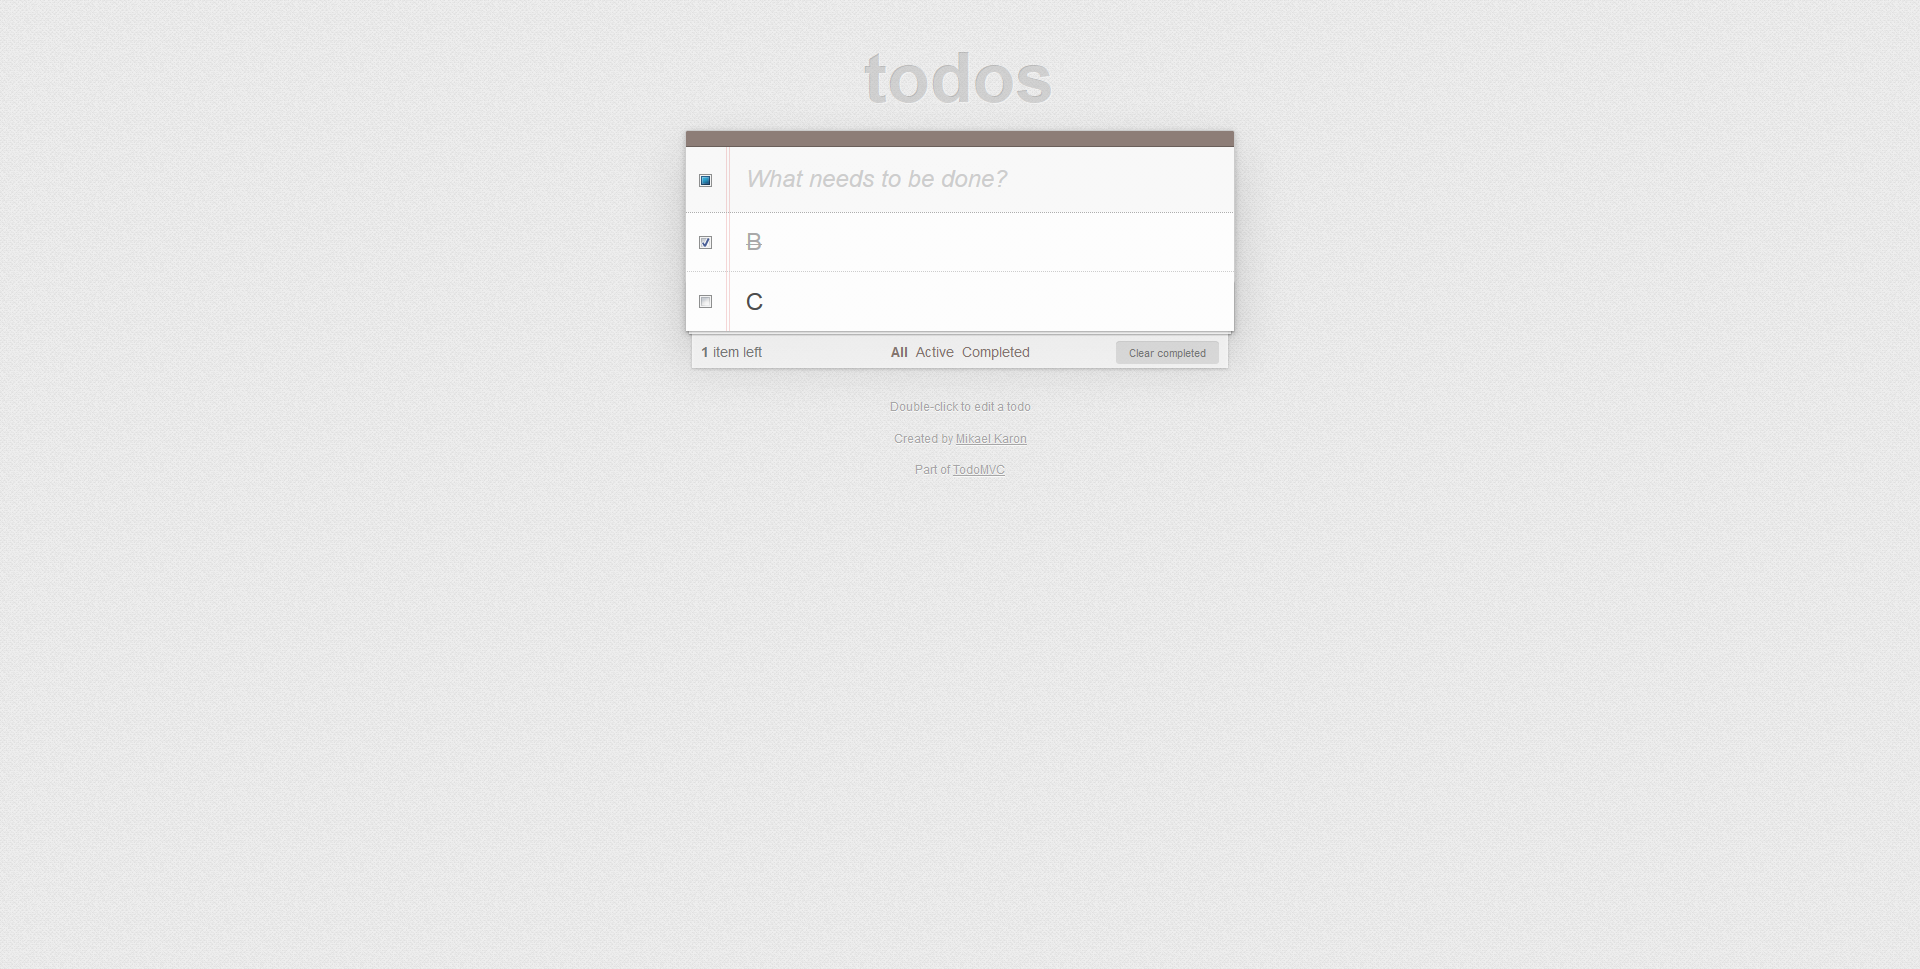 todos
What needs to be done?
B
C
1 item left All Active Completed Clear completed
Double-click to edit a todo
Created by Mikael Karon
Part of TodoMVC